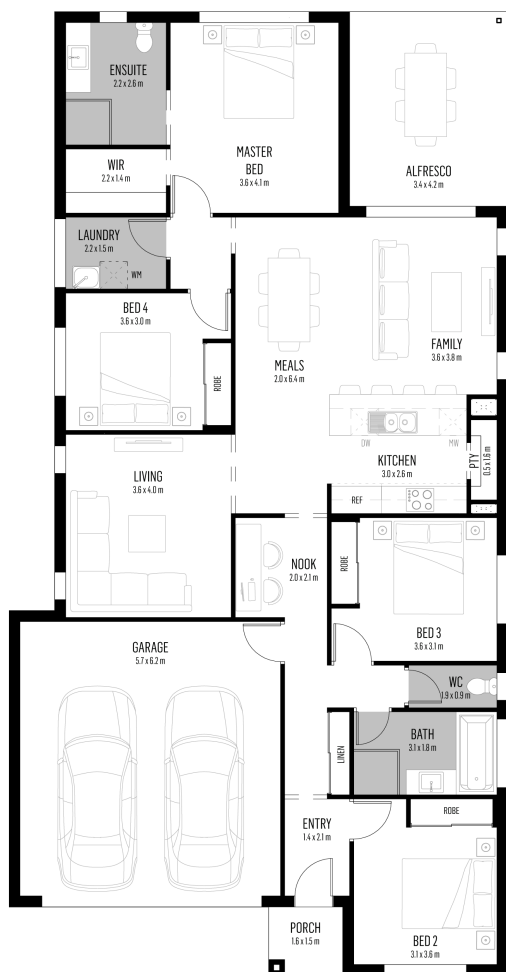 ENSUITE
2.2 x 2.6 m
WIR
2.2 x 1.4 m
MASTER
BED
3.6 x 4.1 m
ALFRESCO
3.4 x 4.2 m
LAUNDRY
2.2 x 1.5 m
WM
BED 4
3.6 x 3.0 m
ROBE
MEALS
2.0 x 6.4 m
FAMILY
3.6 x 3.8 m
DW
MW
KITCHEN
3.0 x 2.6 m
PTY
0.5 x 1.6 m
REF
LIVING
3.6 x 4.0 m
NOOK
2.0 x 2.1 m
ROBE
BED 3
3.6 x 3.1 m
GARAGE
5.7 x 6.2 m
WC
1.9 x 0.9 m
BATH
3.1 x 1.8 m
LINEN
ENTRY
1.4 x 2.1 m
ROBE
BED 2
3.1 x 3.6 m
PORCH
1.6 x 1.5 m